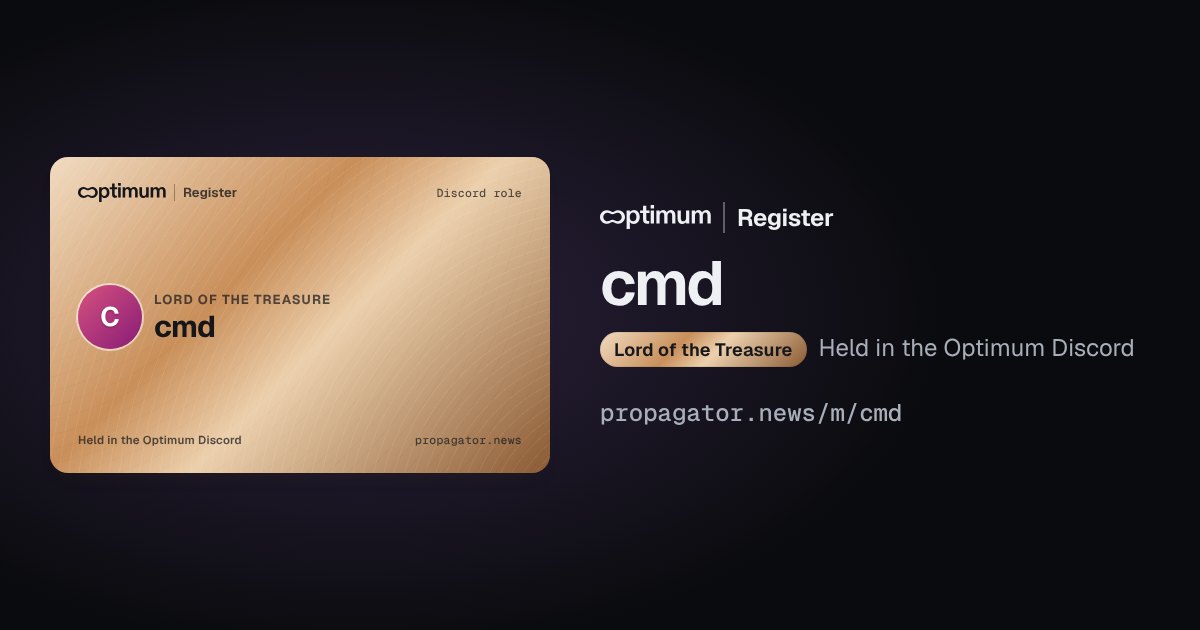 optimum | Register
Discord role
C
LORD OF THE TREASURE
cmd
Held in the Optimum Discord
propagator.news
optimum | Register
cmd
Lord of the Treasure
Held in the Optimum Discord
propagator.news/m/cmd